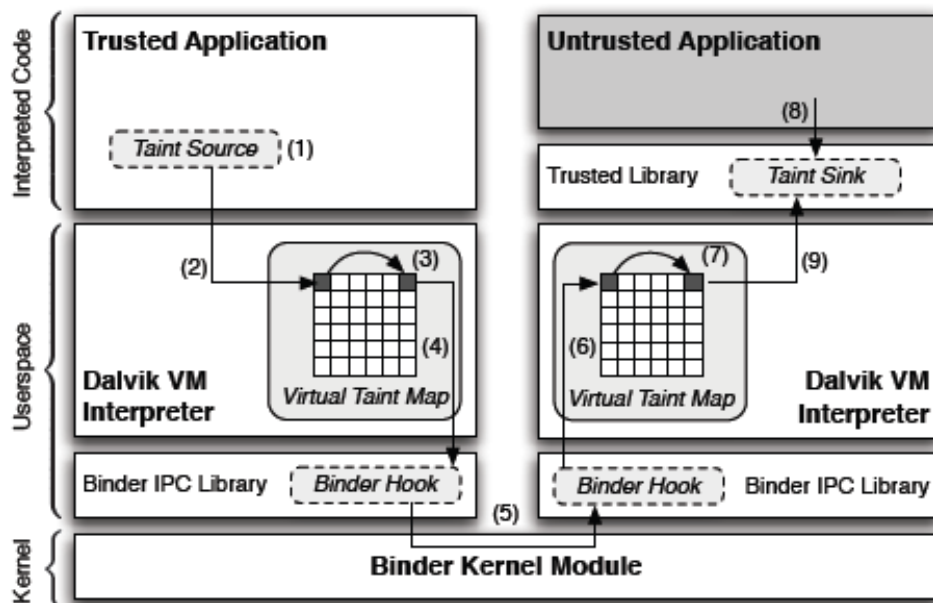 Interpreted Code
Trusted Application
Taint Source
(1)
Untrusted Application
(8)
Trusted Library
Taint Sink
Userspace
(2)
(3)
(4)
Virtual Taint Map
Dalvik VM
Interpreter
(6)
(7)
(9)
Virtual Taint Map
Dalvik VM
Interpreter
Binder IPC Library
Binder Hook
(5)
Binder Hook
Binder IPC Library
Kernel
Binder Kernel Module